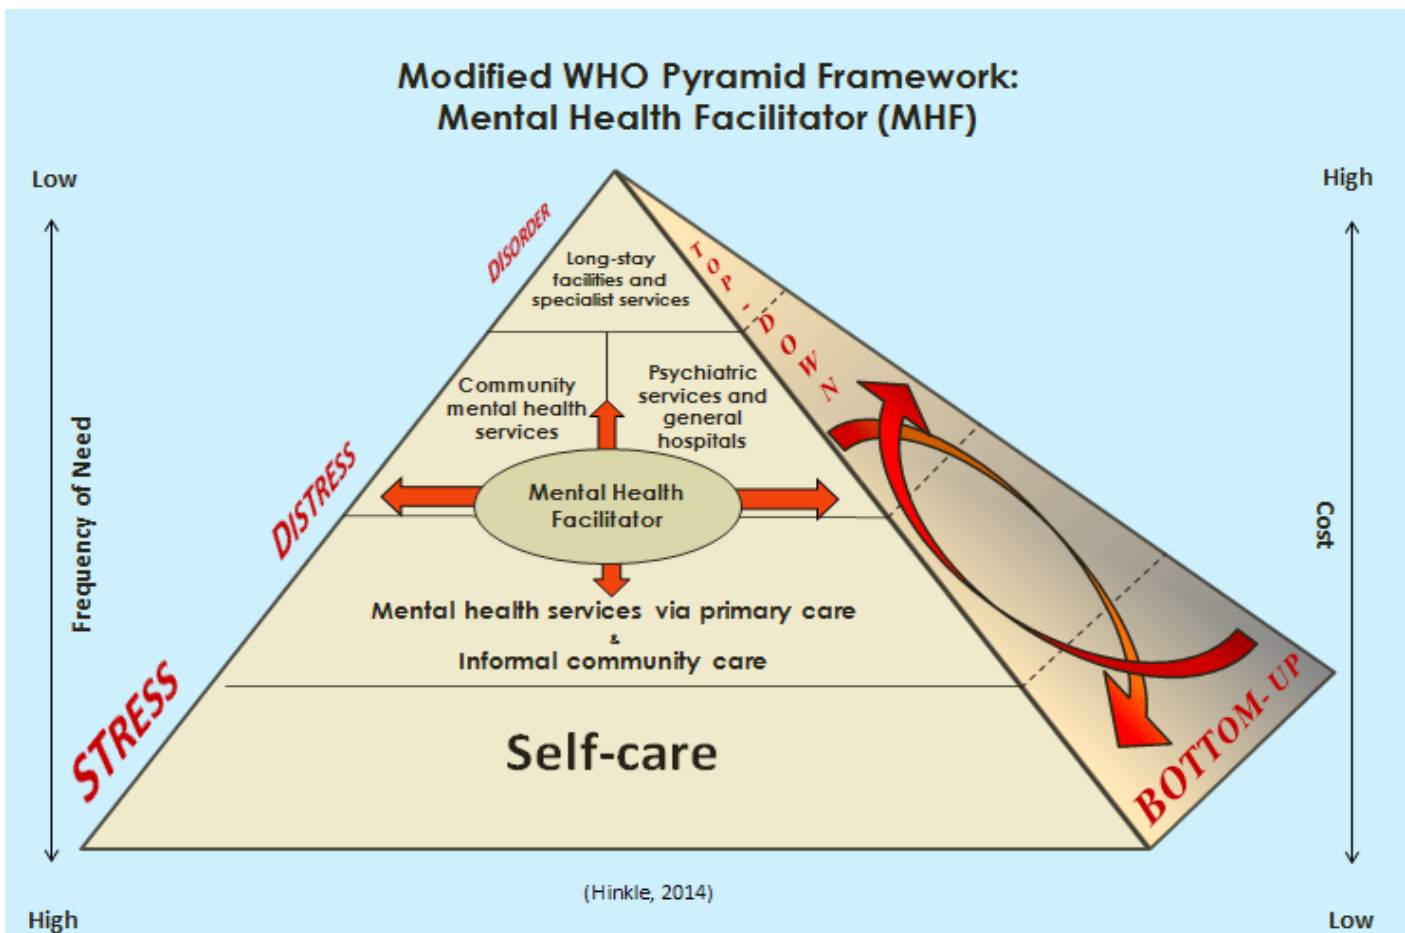 Modified WHO Pyramid Framework:
Mental Health Facilitator (MHF)
Low
High
DISORDER
Long-stay
facilities and
specialist services
TOP-DOWN
Community
mental health
services
Psychiatric
services and
general
hospitals
DISTRESS
Mental Health
Facilitator
Frequency of Need
Cost
Mental health services via primary care
&
Informal community care
STRESS
Self-care
BOTTOM-UP
(Hinkle, 2014)
High
Low